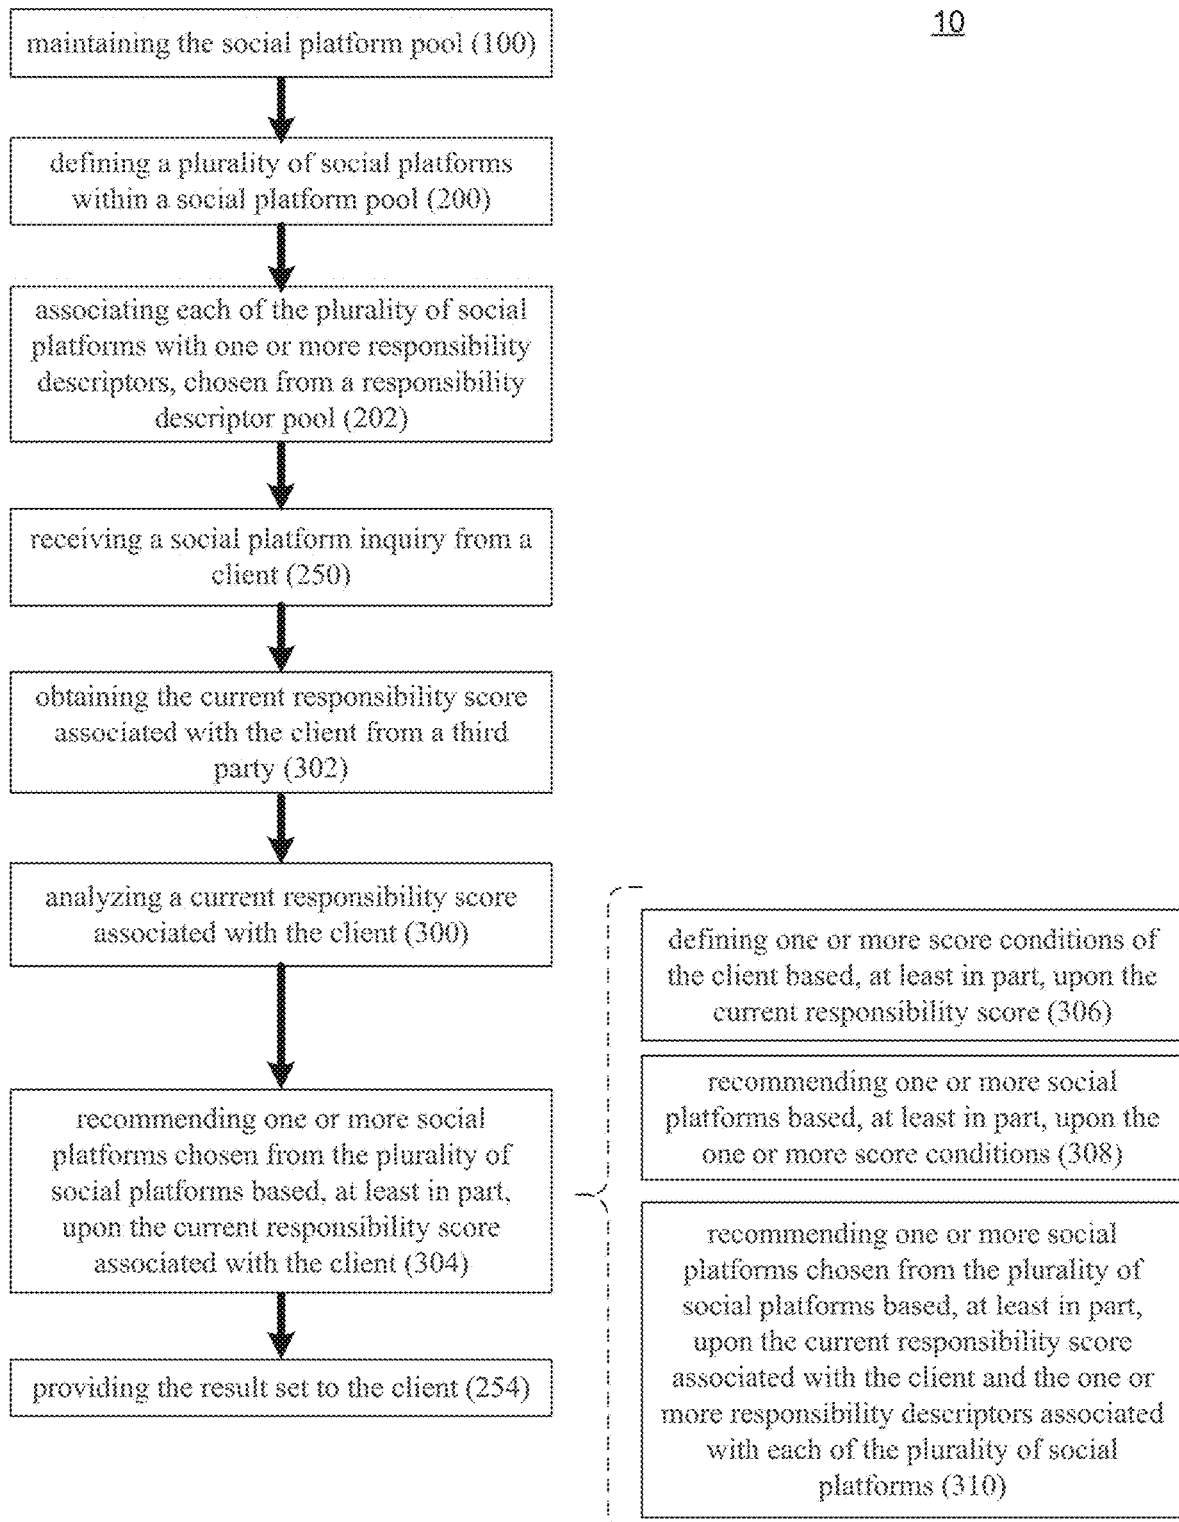 10
maintaining the social platform pool (100)
defining a plurality of social platforms
within a social platform pool (200)
associating each of the plurality of social
platforms with one or more responsibility
descriptors, chosen from a responsibility
descriptor pool (202)
receiving a social platform inquiry from a
client (250)
obtaining the current responsibility score
associated with the client from a third
party (302)
analyzing a current responsibility score
associated with the client (300)
recommending one or more social
platforms chosen from the plurality of
social platforms based, at least in part,
upon the current responsibility score
associated with the client (304)
providing the result set to the client (254)
defining one or more score conditions of
the client based, at least in part, upon the
current responsibility score (306)
recommending one or more social
platforms based, at least in part, upon the
one or more score conditions (308)
recommending one or more social
platforms chosen from the plurality of
social platforms based, at least in part,
upon the current responsibility score
associated with the client and the one or
more responsibility descriptors associated
with each of the plurality of social
platforms (310)